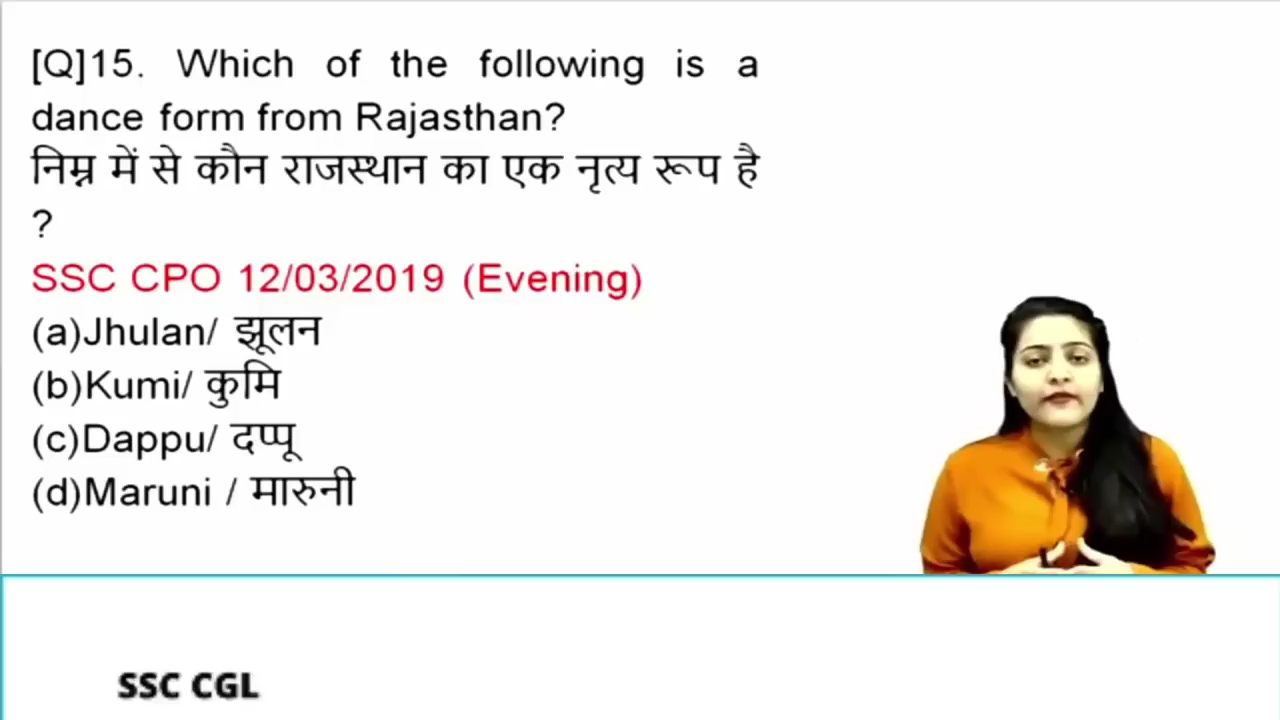 [Q]15. Which of the following is a
dance form from Rajasthan?
निम्न में से कौन राजस्थान का एक नृत्य रूप है
?
SSC CPO 12/03/2019 (Evening)
(a)Jhulan/ झूलन
(b)Kumi/ कुमि
(c)Dappu/ दप्पू
(d)Maruni / मारुनी
SSC CGL